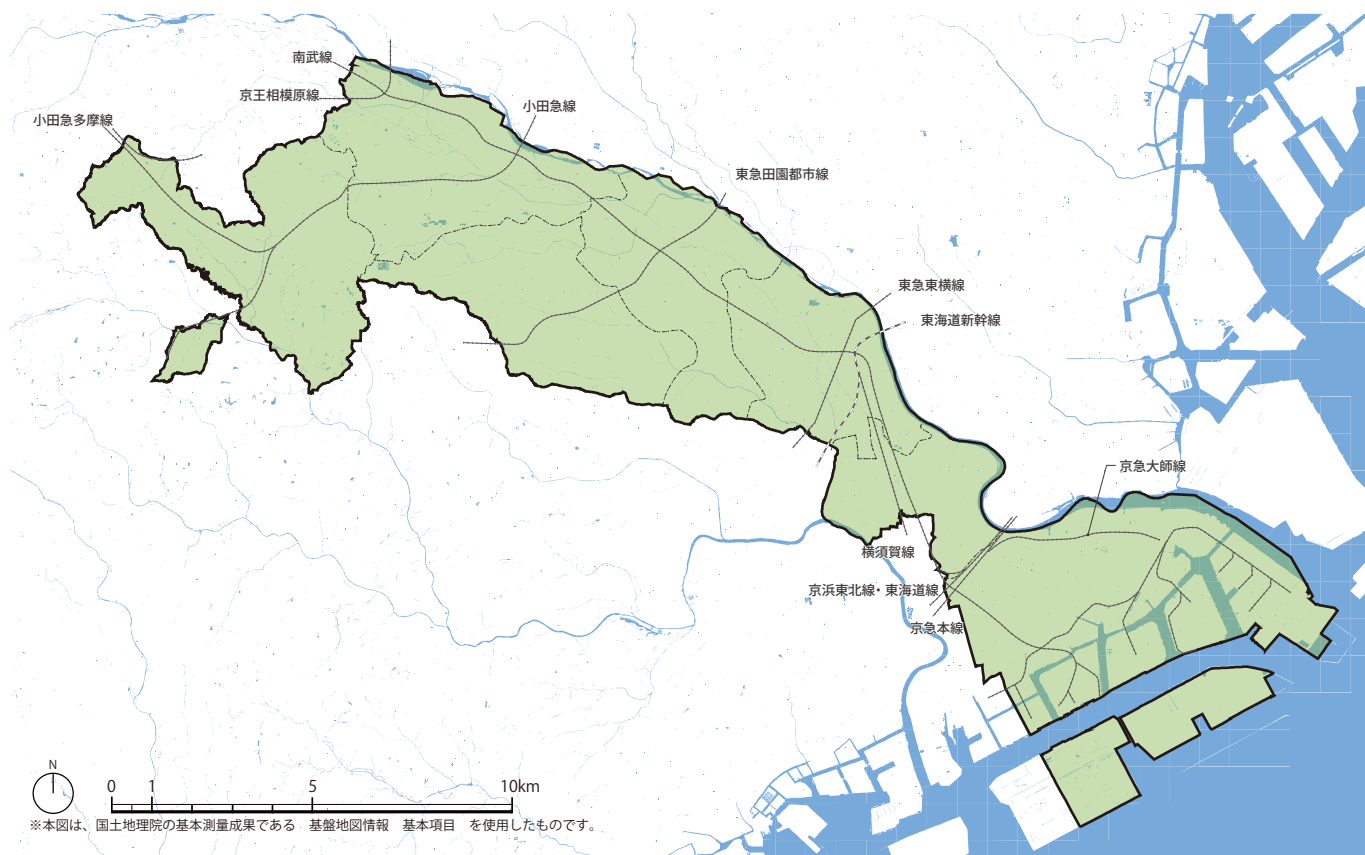 南武線
京王相模原線
小田急線
小田急多摩線
東急田園都市線
東急東横線
東海道新幹線
京急大師線
横須賀線
京浜東北線・東海道線
京急本線
N
0 1 5 10km
※本図は、国土地理院の基本測量成果である 基盤地図情報 基本項目 を使用したものです。